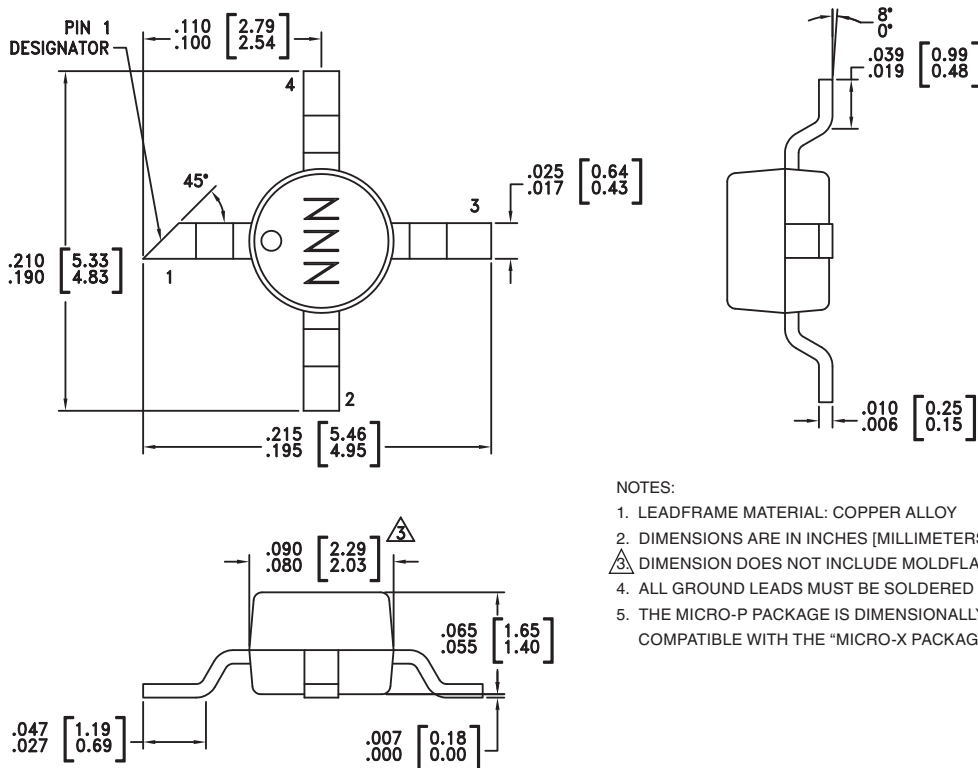 PIN 1
DESIGNATOR
.110 [2.79]
.100 [2.54]
4
45°
NNN
3
1
2
.025 [0.64]
.017 [0.43]
.210 [5.33]
.190 [4.83]
.215 [5.46]
.195 [4.95]
8°
0°
.039 [0.99]
.019 [0.48]
.010 [0.25]
.006 [0.15]
.090 [2.29]
.080 [2.03]
3
.065 [1.65]
.055 [1.40]
.047 [1.19]
.027 [0.69]
.007 [0.18]
.000 [0.00]
NOTES:
1. LEADFRAME MATERIAL: COPPER ALLOY
2. DIMENSIONS ARE IN INCHES [MILLIMETERS
3. DIMENSION DOES NOT INCLUDE
4. ALL GROUND LEADS MUST BE SOLDERED
5. THE MICRO-P PACKAGE IS DIMENSIONALLY
COMPATIBLE WITH THE “MICRO-X